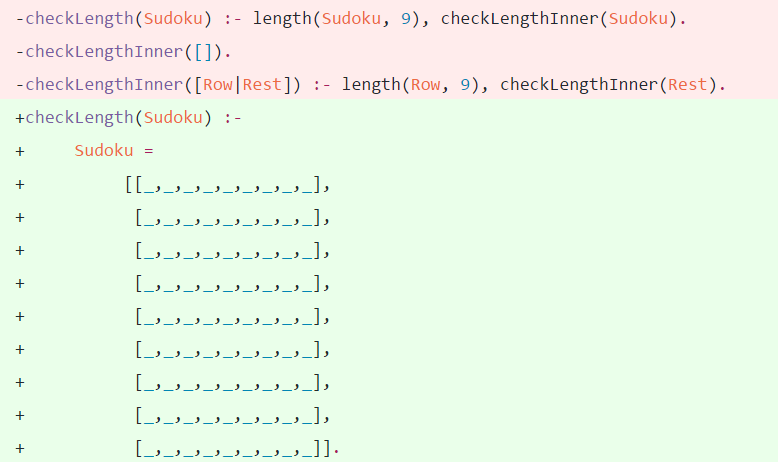 -checkLength(Sudoku) :- length(Sudoku, 9), checkLengthInner(Sudoku).
-checkLengthInner([]).
-checkLengthInner([Row|Rest]) :- length(Row, 9), checkLengthInner(Rest).
+checkLength(Sudoku) :-
+     Sudoku =
+          [[_,_,_,_,_,_,_,_,_],
+           [_,_,_,_,_,_,_,_,_],
+           [_,_,_,_,_,_,_,_,_],
+           [_,_,_,_,_,_,_,_,_],
+           [_,_,_,_,_,_,_,_,_],
+           [_,_,_,_,_,_,_,_,_],
+           [_,_,_,_,_,_,_,_,_],
+           [_,_,_,_,_,_,_,_,_],
+           [_,_,_,_,_,_,_,_,_]].